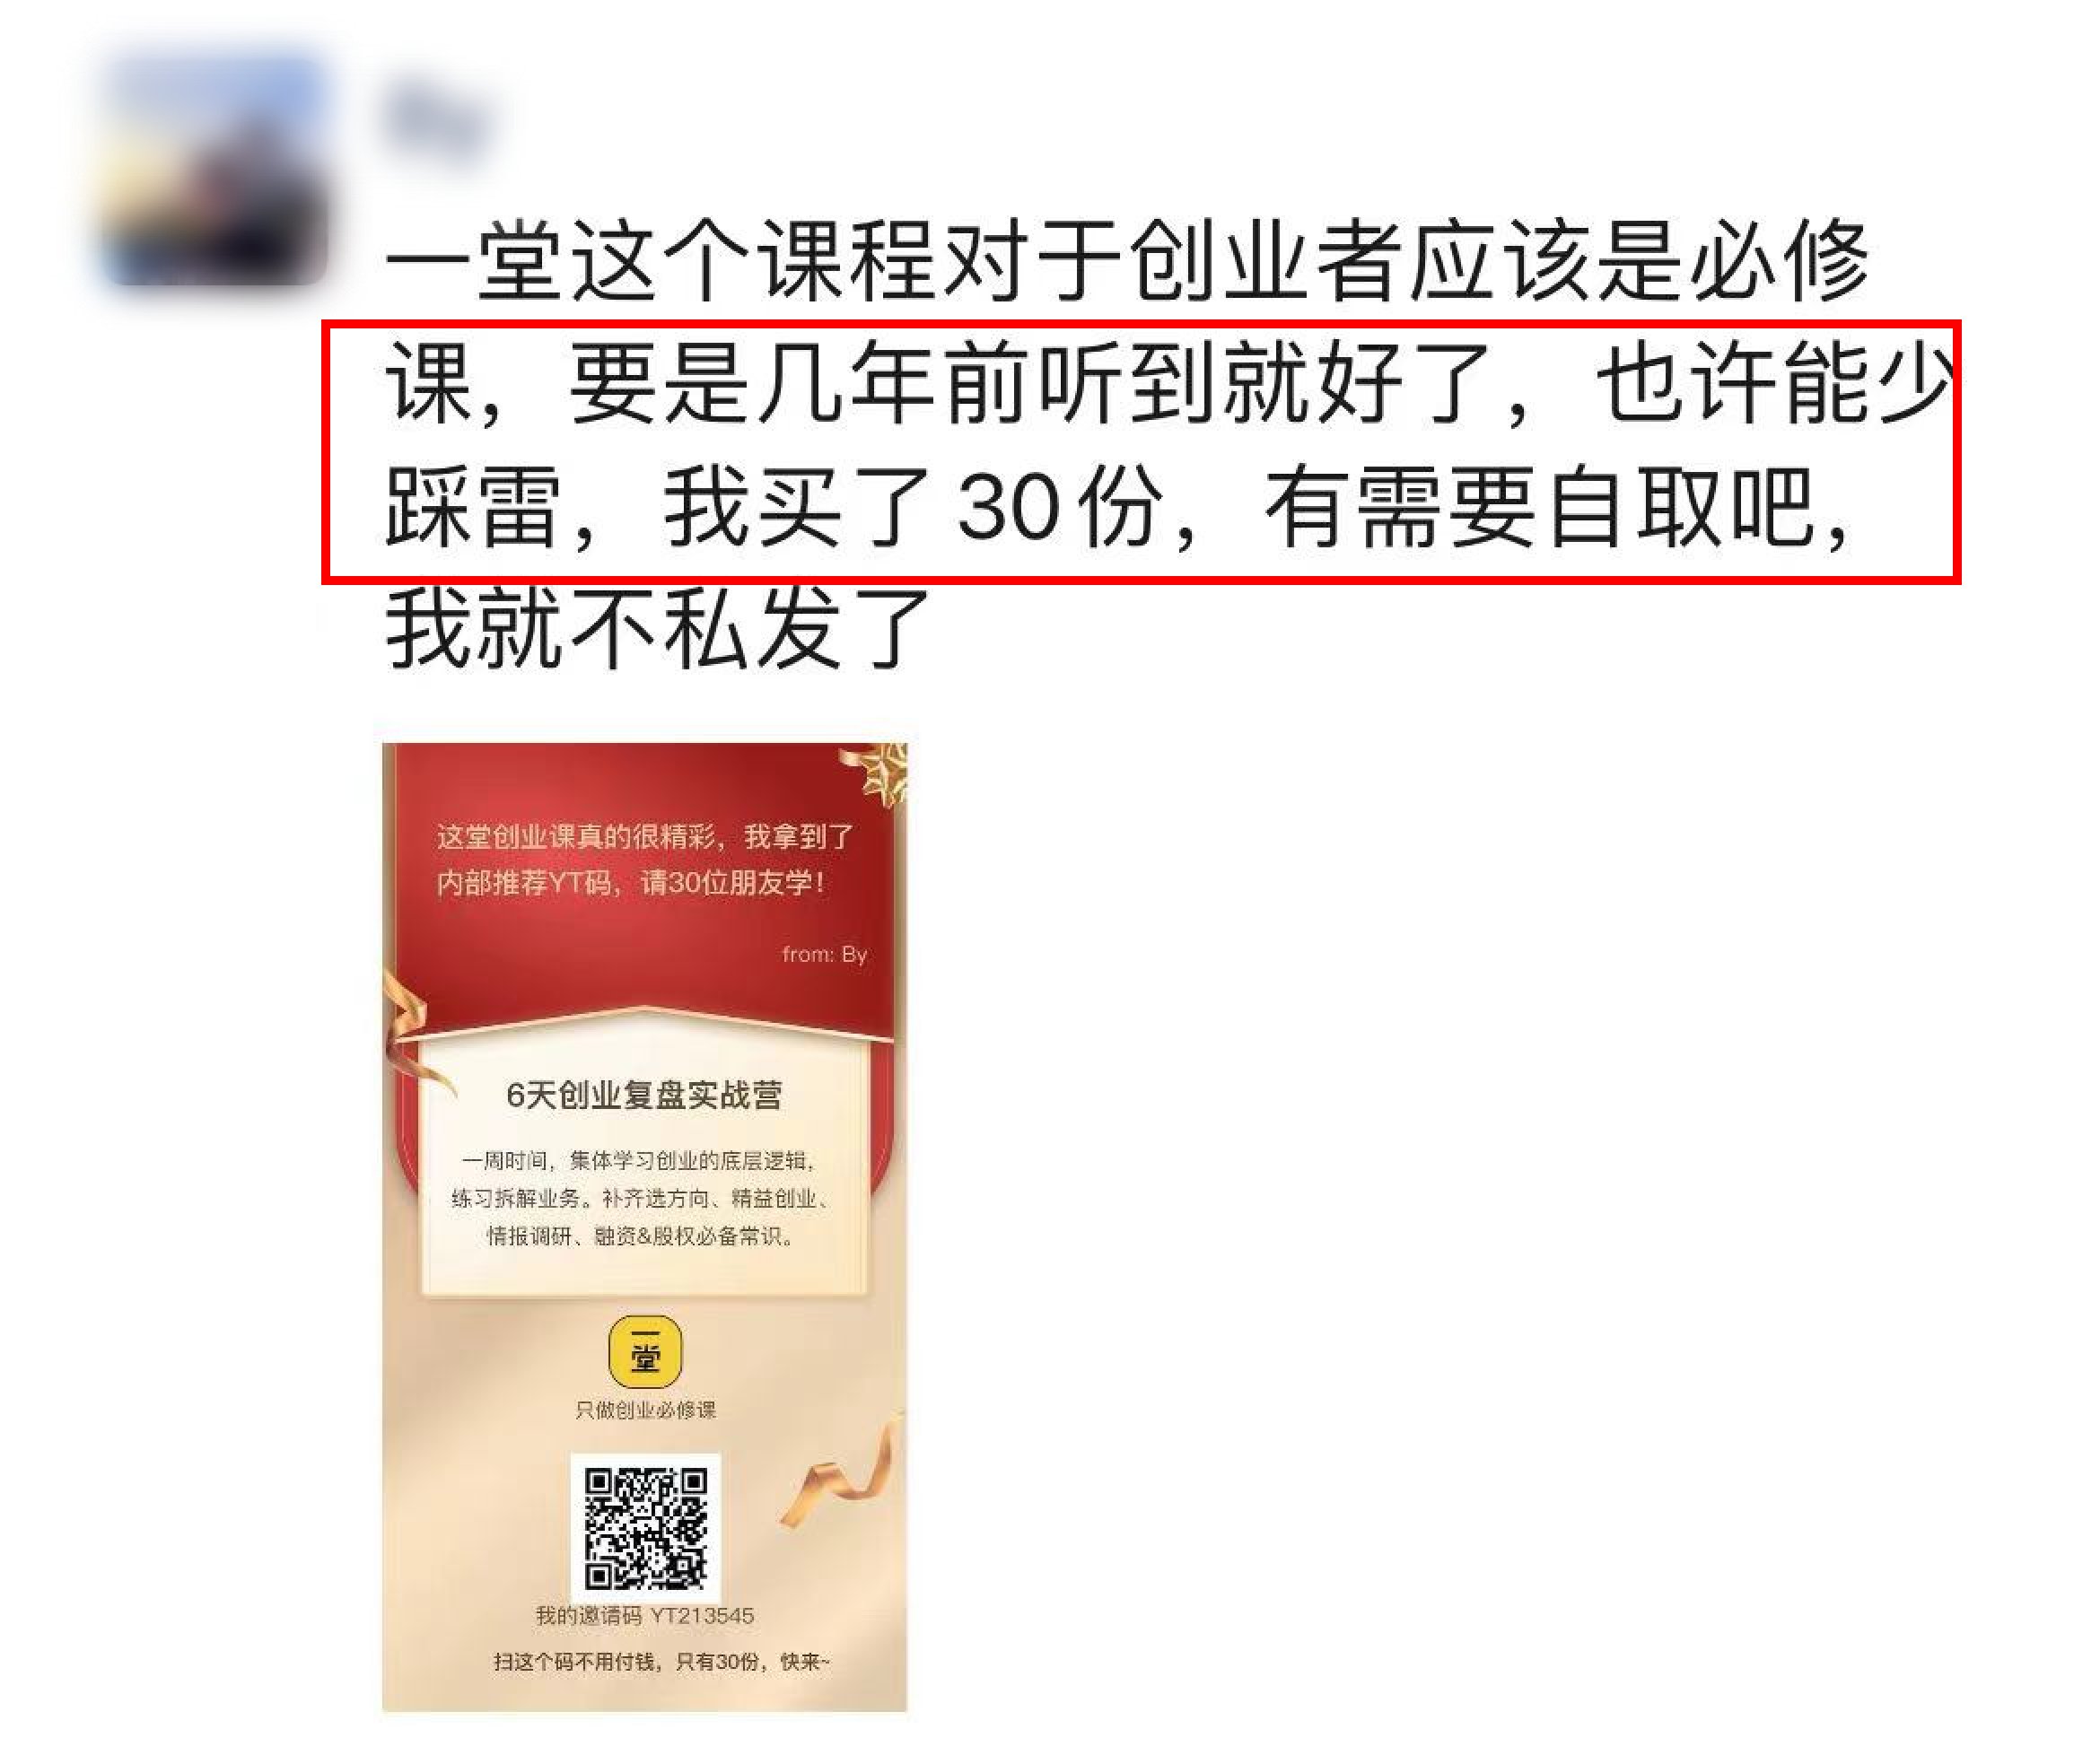 By
一堂这个课程对于创业者应该是必修
课，要是几年前听到就好了，也许能少
踩雷，我买了30份，有需要自取吧，
我就不私发了
这堂创业课真的很精彩，我拿到了
内部推荐YT码，请30位朋友学！
from: By
6天创业复盘实战营
一周时间，集体学习创业的底层逻辑，
练习拆解业务。补齐选方向、精益创业、
情报调研、融资&股权必备常识。
一
堂
只做创业必修课
我的邀请码 YT213545
扫这个码不用付钱，只有30份，快来~